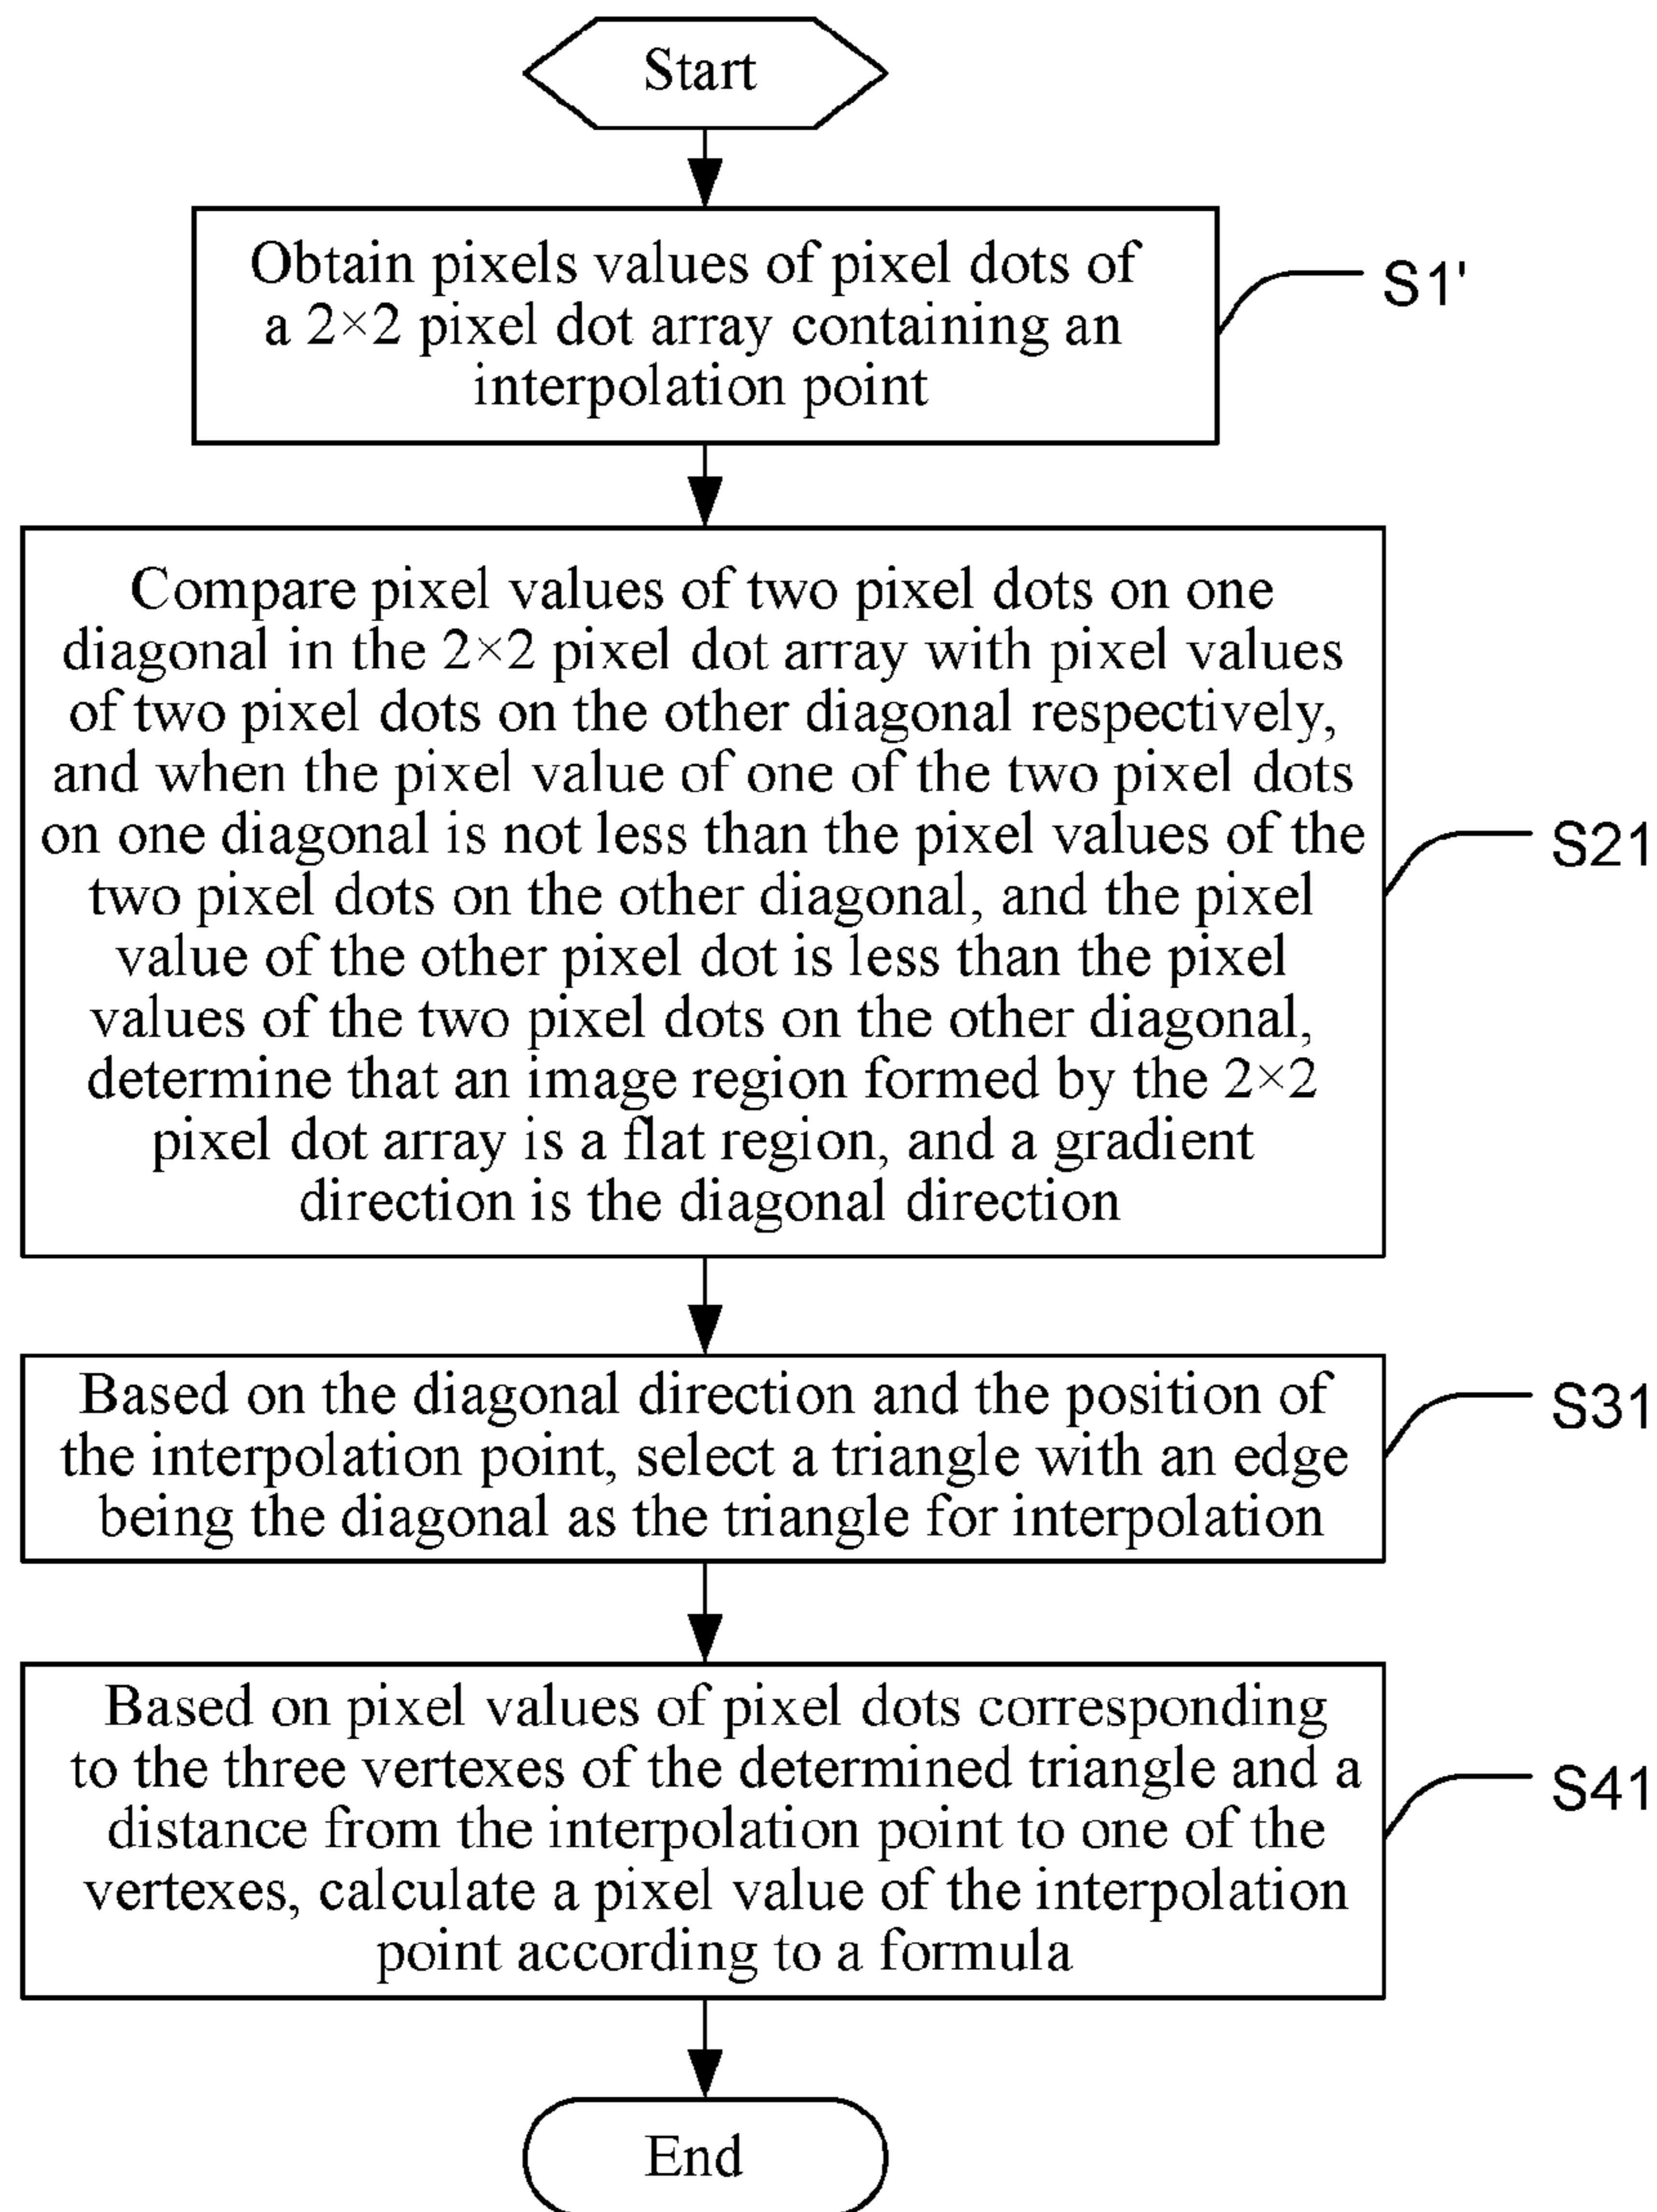 Start
Obtain pixels values of pixel dots of
a 2×2 pixel dot array containing an
interpolation point
S1'
Compare pixel values of two pixel dots on one
diagonal in the 2×2 pixel dot array with pixel values
of two pixel dots on the other diagonal respectively,
and when the pixel value of one of the two pixel dots
on one diagonal is not less than the pixel values of the
two pixel dots on the other diagonal, and the pixel
value of the other pixel dot is less than the pixel
values of the two pixel dots on the other diagonal,
determine that an image region formed by the 2×2
pixel dot array is a flat region, and a gradient
direction is the diagonal direction
S21
Based on the diagonal direction and the position of
the interpolation point, select a triangle with an edge
being the diagonal as the triangle for interpolation
S31
Based on pixel values of pixel dots corresponding
to the three vertexes of the determined triangle and a
distance from the interpolation point to one of the
vertexes, calculate a pixel value of the interpolation
point according to a formula
S41
End